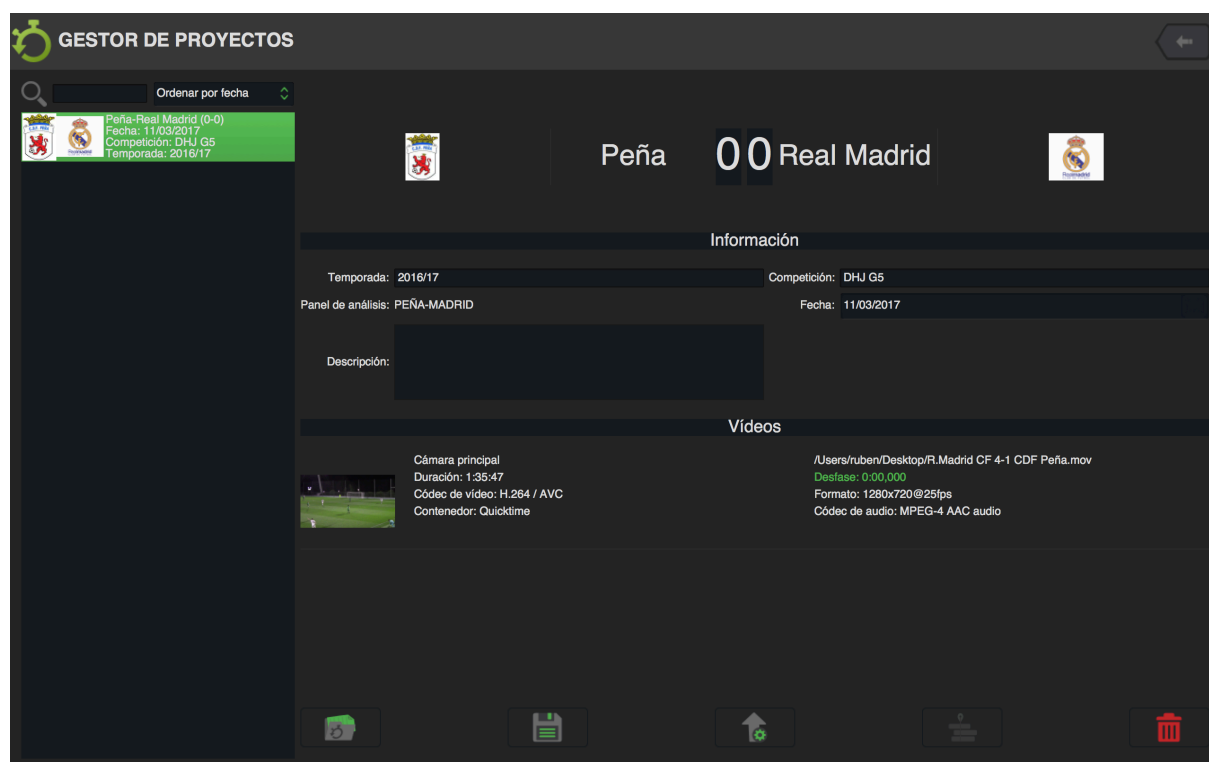 GESTOR DE PROYECTOS
Ordenar por fecha
Peña-Real Madrid (0-0)
Fecha: 11/03/2017
Competición: DHJ G5
Temporada: 2016/17
Peña 0 0 Real Madrid
Información
Temporada: 2016/17 Competición: DHJ G5
Panel de análisis: PEÑA-MADRID Fecha: 11/03/2017
Descripción:
Vídeos
Cámara principal /Users/ruben/Desktop/R.Madrid CF 4-1 CDF Peña.mov
Duración: 1:35:47 Desfase: 0:00,000
Códec de vídeo: H.264 / AVC Formato: 1280x720@25fps
Contenedor: Quicktime Códec de audio: MPEG-4 AAC audio